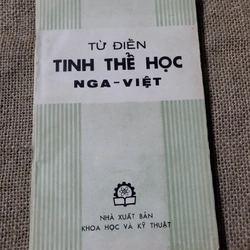 TỪ ĐIỂN
TINH THỂ HỌC
NGA-VIỆT
NHÀ XUẤT BẢN
KHOA HỌC VÀ KỸ THUẬT